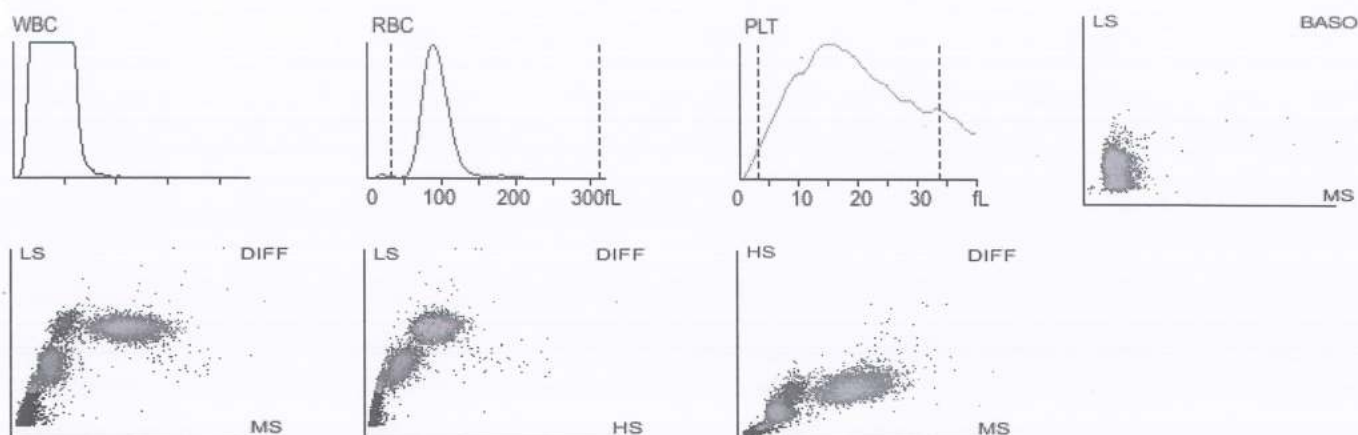 WBC
RBC
0 100 200 300fL
PLT
0 10 20 30 fL
LS BASO
MS
LS DIFF
MS
LS DIFF
HS
HS DIFF
MS